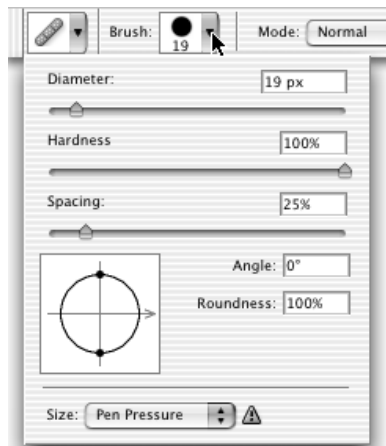 Brush: 19 Mode: Normal
Diameter: 19 px
Hardness 100%
Spacing: 25%
Angle: 0°
Roundness: 100%
Size: Pen Pressure